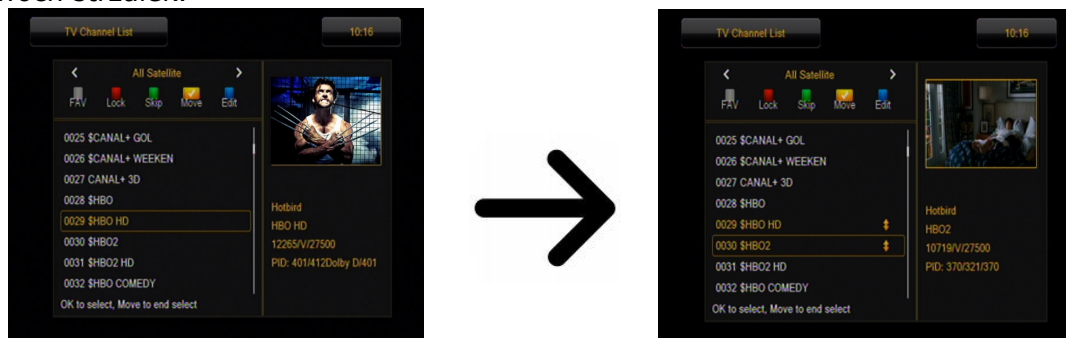 TV Channel List 10:16
All Satellite
FAV Lock Skip Move Edit
0025 $CANAL+ GOL
0026 $CANAL+ WEEKEN
0027 CANAL+ 3D
0028 $HBO
0029 $HBO HD
0030 $HBO2
0031 $HBO2 HD
0032 $HBO COMEDY
OK to select, Move to end select
Hotbird
HBO HD
12265/V/27500
PID: 401/412Dolby D/401
TV Channel List 10:16
All Satellite
FAV Lock Skip Move Edit
0025 $CANAL+ GOL
0026 $CANAL+ WEEKEN
0027 CANAL+ 3D
0028 $HBO
0029 $HBO HD
0030 $HBO2
0031 $HBO2 HD
0032 $HBO COMEDY
OK to select, Move to end select
Hotbird
HBO2
10719/V/27500
PID: 370/321/370